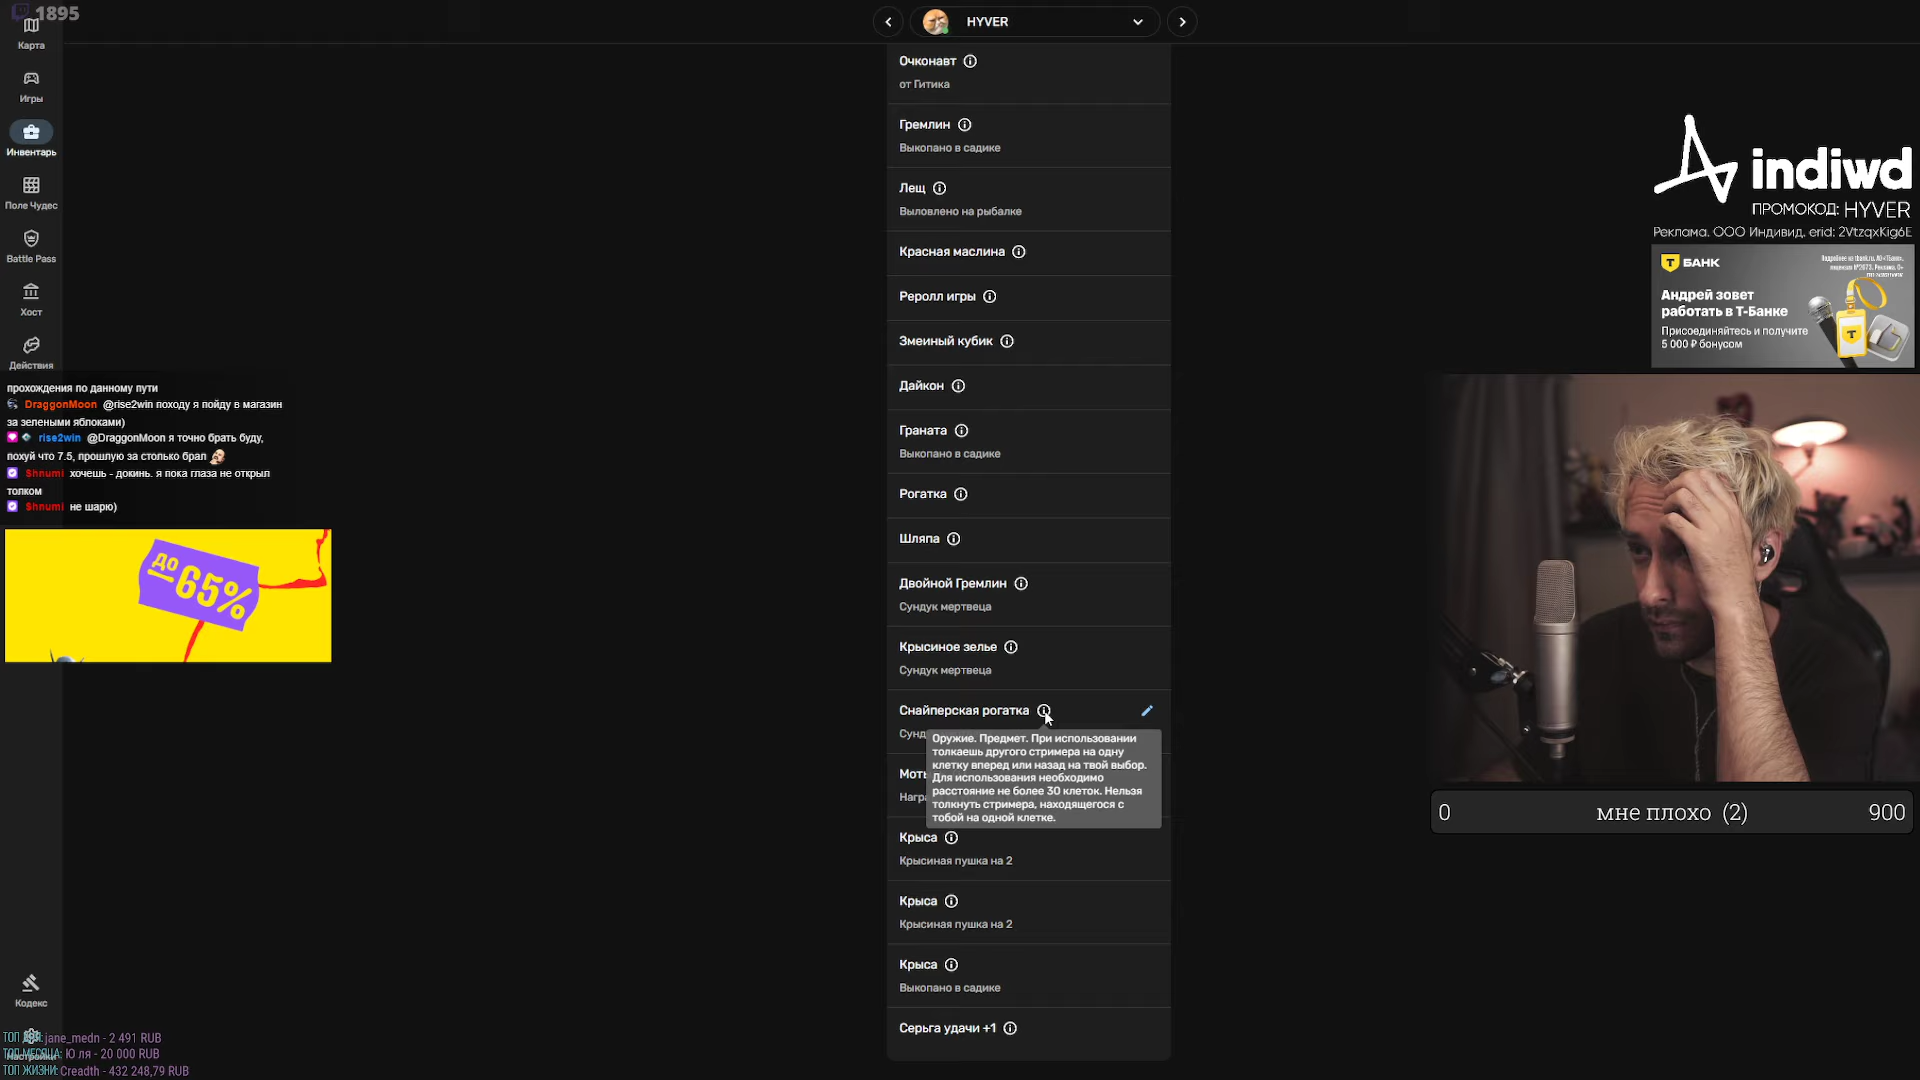 1895
Карта
Игры
Инвентарь
Поле Чудес
Battle Pass
Хост
Действия
прохождения по данному пути
DraggonMoon @rise2win походу я пойду в магазин
за зелеными яблоками)
rise2win @DraggonMoon я точно брать буду,
похуй что 7.5, прошлую за столько брал
Shnumi хочешь - докинь. я пока глаза не открыл
толком
Shnumi не шарю)
ДО
65%
Кодекс
Настройки
ТОП ДНЯ: jane_medn - 2 491 RUB
ТОП МЕСЯЦА: Ю ля - 20 000 RUB
ТОП ЖИЗНИ: Creadth - 432 248,79 RUB
HYVER
Очконавт
от Гитика
Гремлин
Выкопано в садике
Лещ
Выловлено на рыбалке
Красная маслина
Реролл игры
Змеиный кубик
Дайкон
Граната
Выкопано в садике
Рогатка
Шляпа
Двойной Гремлин
Сундук мертвеца
Крысиное зелье
Сундук мертвеца
Снайперская рогатка
Сунд
Оружие. Предмет. При использовании
толкаешь другого стримера на одну
клетку вперед или назад на твой выбор.
Для использования необходимо
расстояние не более 30 клеток. Нельзя
толкнуть стримера, находящегося с
тобой на одной клетке.
Моты
Награ
Крыса
Крысиная пушка на 2
Крыса
Крысиная пушка на 2
Крыса
Выкопано в садике
Серьга удачи +1
indiwd
ПРОМОКОД: HYVER
Реклама. ООО Индивид. erid: 2VtzqxKig6E
Т БАНК
Андрей зовет
работать в Т-Банке
Присоединяйтесь и получите
5 000 ₽ бонусом
Т
0 мне плохо (2) 900